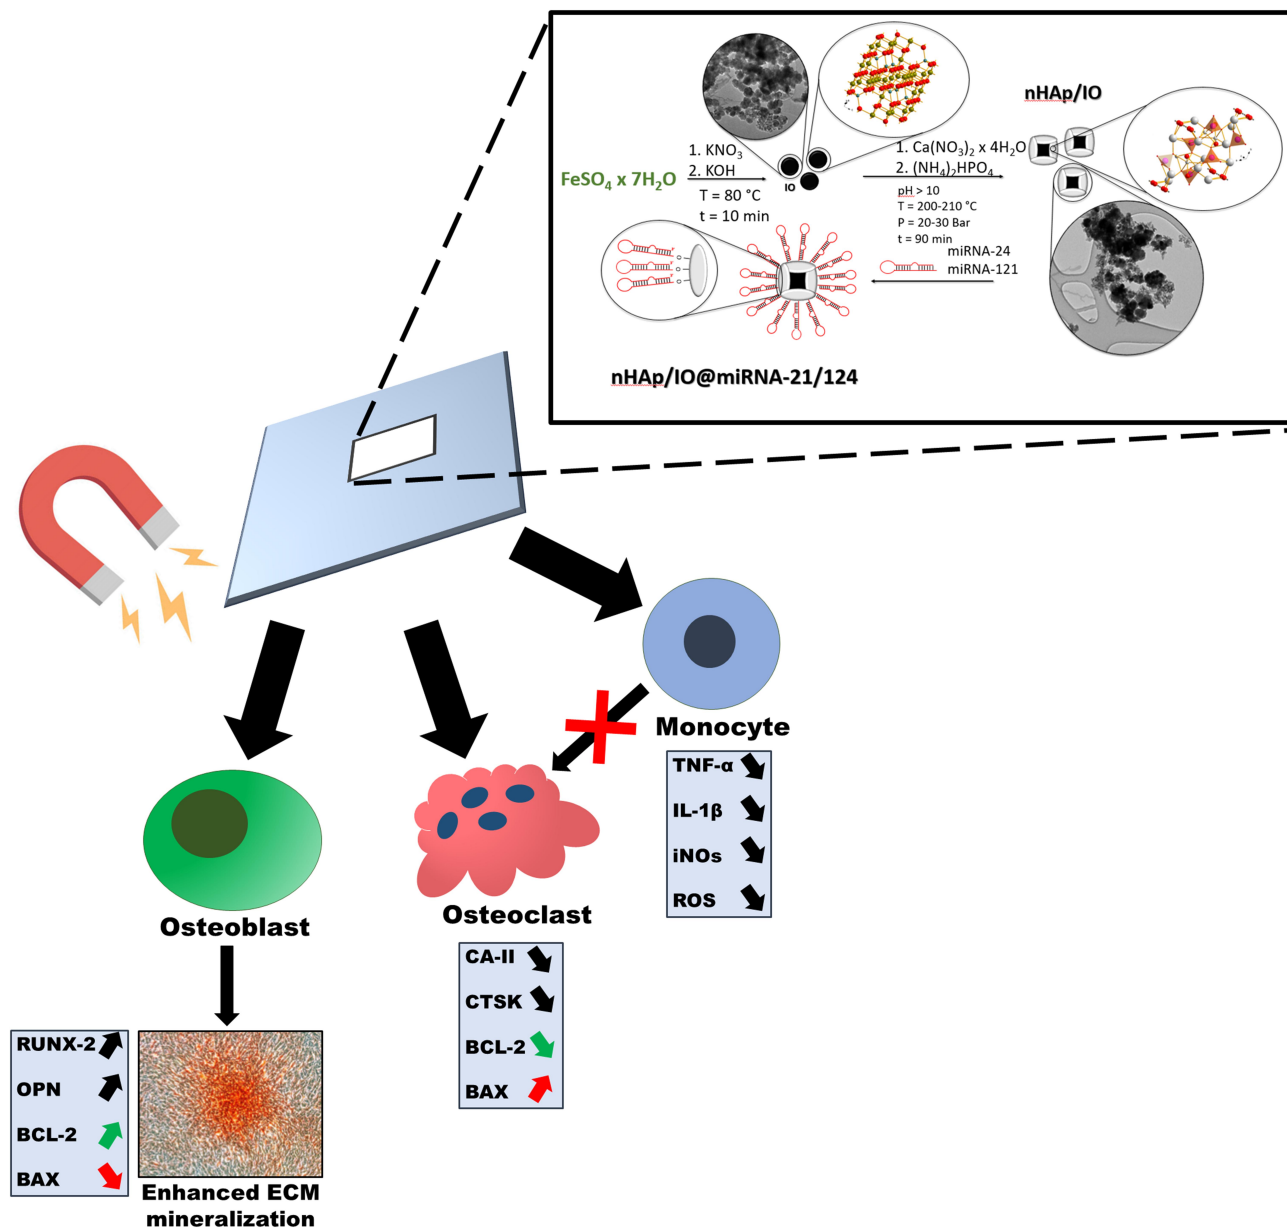 nHAp/IO
1. KNO3
2. KOH
FeSO4 x 7H2O
T = 80 °C
t = 10 min
IO
1. Ca(NO3)2 x 4H2O
2. (NH4)2HPO4
pH > 10
T = 200-210 °C
P = 20-30 Bar
t = 90 min
miRNA-24
miRNA-121
nHAp/IO@miRNA-21/124
Monocyte
TNF-α
IL-1β
iNOs
ROS
Osteoblast
Osteoclast
CA-II
CTSK
BCL-2
BAX
RUNX-2
OPN
BCL-2
BAX
Enhanced ECM
mineralization